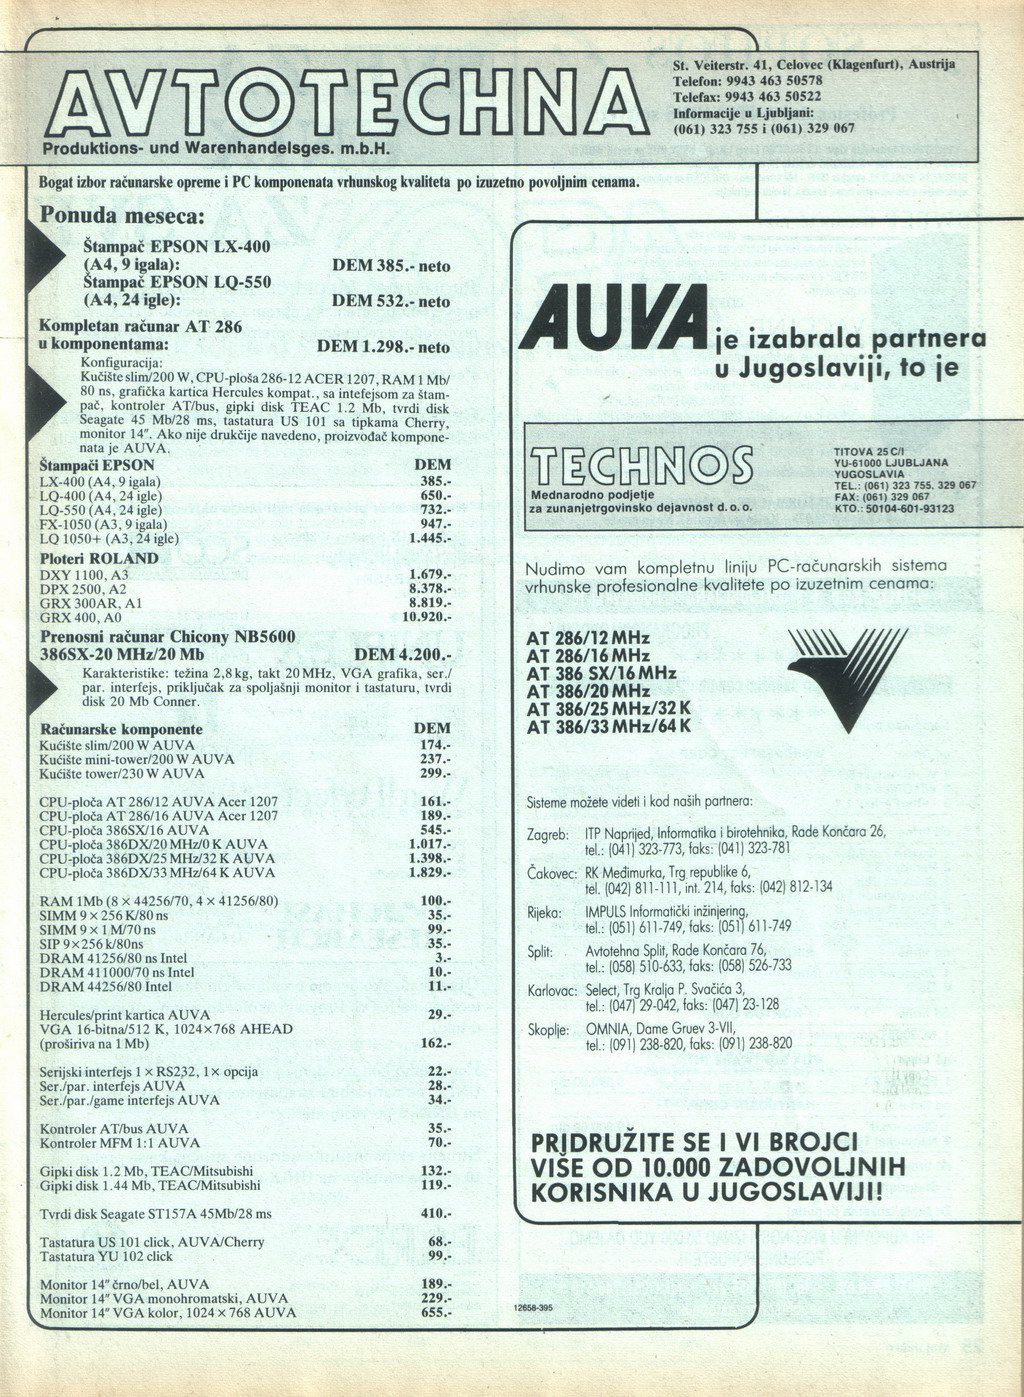 AVTOTECHNA
Produktions- und Warenhandelsges. m.b.H.
St. Veiterstr. 41, Celovec (Klagenfurt), Austrija
Telefon: 9943 463 50578
Telefax: 9943 463 50522
Informacije u Ljubljani:
(061) 323 755 i (061) 329 067
Bogat izbor računarske opreme i PC komponenata vrhunskog kvaliteta po izuzetno povoljnim cenama.
Ponuda meseca:
Štampač EPSON LX-400
(A4, 9 igala): DEM 385.- neto
Štampač EPSON LQ-550
(A4, 24 igle): DEM 532.- neto
Kompletan računar AT 286
u komponentama: DEM 1.298.- neto
Konfiguracija:
Kučište slim/200 W, CPU-ploša 286-12 ACER 1207, RAM 1 Mb/
80 ns, grafička kartica Hercules kompat., sa intefejsom za štam-
pač, kontroler AT/bus, gipki disk TEAC 1.2 Mb, tvrdi disk
Seagate 45 Mb/28 ms, tastatura US 101 sa tipkama Cherry,
monitor 14". Ako nije drukčije navedeno, proizvođač kompone-
nata je AUVA.
Štampači EPSON DEM
LX-400 (A4, 9 igala) 385.-
LQ-400 (A4, 24 igle) 650.-
LQ-550 (A4, 24 igle) 732.-
FX-1050 (A3, 9 igala) 947.-
LQ 1050+ (A3, 24 igle) 1.445.-
Ploteri ROLAND
DXY 1100, A3 1.679.-
DPX 2500, A2 8.378.-
GRX 300AR, A1 8.819.-
GRX 400, AO 10.920.-
Prenosni računar Chicony NB5600
386SX-20 MHz/20 Mb DEM 4.200.-
Karakteristike: težina 2,8 kg, takt 20 MHz, VGA grafika, ser./
par. interfejs, priključak za spoljašnji monitor i tastaturu, tvrdi
disk 20 Mb Conner.
Računarske komponente DEM
Kućište slim/200 W AUVA 174.-
Kućište mini-tower/200 W AUVA 237.-
Kućište tower/230 W AUVA 299.-
CPU-ploča AT 286/12 AUVA Acer 1207 161.-
CPU-ploča AT 286/16 AUVA Acer 1207 189.-
CPU-ploča 386SX/16 AUVA 545.-
CPU-ploča 386DX/20 MHz/0 K AUVA 1.017.-
CPU-ploča 386DX/25 MHz/32 K AUVA 1.398.-
CPU-ploča 386DX/33 MHz/64 K AUVA 1.829.-
RAM 1Mb (8 x 44256/70, 4 x 41256/80) 100.-
SIMM 9 x 256 K/80 ns 35.-
SIMM 9 x 1 M/70 ns 99.-
SIP 9x256 k/80ns 35.-
DRAM 41256/80 ns Intel 3.-
DRAM 411000/70 ns Intel 10.-
DRAM 44256/80 Intel 11.-
Hercules/print kartica AUVA 29.-
VGA 16-bitna/512 K, 1024x768 AHEAD
(proširiva na 1 Mb) 162.-
Serijski interfejs 1 x RS232, 1x opcija 22.-
Ser./par. interfejs AUVA 28.-
Ser./par./game interfejs AUVA 34.-
Kontroler AT/bus AUVA 35.-
Kontroler MFM 1:1 AUVA 70.-
Gipki disk 1.2 Mb, TEAC/Mitsubishi 132.-
Gipki disk 1.44 Mb, TEAC/Mitsubishi 119.-
Tvrdi disk Seagate ST157A 45Mb/28 ms 410.-
Tastatura US 101 click, AUVA/Cherry 68.-
Tastatura YU 102 click 99.-
Monitor 14" črno/bel, AUVA 189.-
Monitor 14" VGA monohromatski, AUVA 229.-
Monitor 14" VGA kolor, 1024 x 768 AUVA 655.-
AUVA je izabrala partnera
u Jugoslaviji, to je
TECHNOS
Mednarodno podjetje
za zunanjetrgovinsko dejavnost d.o.o.
TITOVA 25 C/I
YU-61000 LJUBLJANA
YUGOSLAVIA
TEL.: (061) 323 755, 329 067
FAX: (061) 329 067
KTO.: 50104-601-93123
Nudimo vam kompletnu liniju PC-računarskih sistema
vrhunske profesionalne kvalitete po izuzetnim cenama:
AT 286/12 MHz
AT 286/16 MHz
AT 386 SX/16 MHz
AT 386/20 MHz
AT 386/25 MHz/32 K
AT 386/33 MHz/64 K
Sisteme možete videti i kod naših partnera:
Zagreb: ITP Naprijed, Informatika i birotehnika, Rade Končara 26,
tel.: (041) 323-773, faks: (041) 323-781
Čakovec: RK Međimurka, Trg republike 6,
tel. (042) 811-111, int. 214, faks: (042) 812-134
Rijeka: IMPULS Informatički inžinjering,
tel.: (051) 611-749, faks: (051) 611-749
Split: Avtotehna Split, Rade Končara 76,
tel.: (058) 510-633, faks: (058) 526-733
Karlovac: Select, Trg Kralja P. Svačića 3,
tel.: (047) 29-042, faks: (047) 23-128
Skoplje: OMNIA, Dame Gruev 3-VII,
tel.: (091) 238-820, faks: (091) 238-820
PRIDRUŽITE SE I VI BROJCI
VIŠE OD 10.000 ZADOVOLJNIH
KORISNIKA U JUGOSLAVIJI!
12658-395